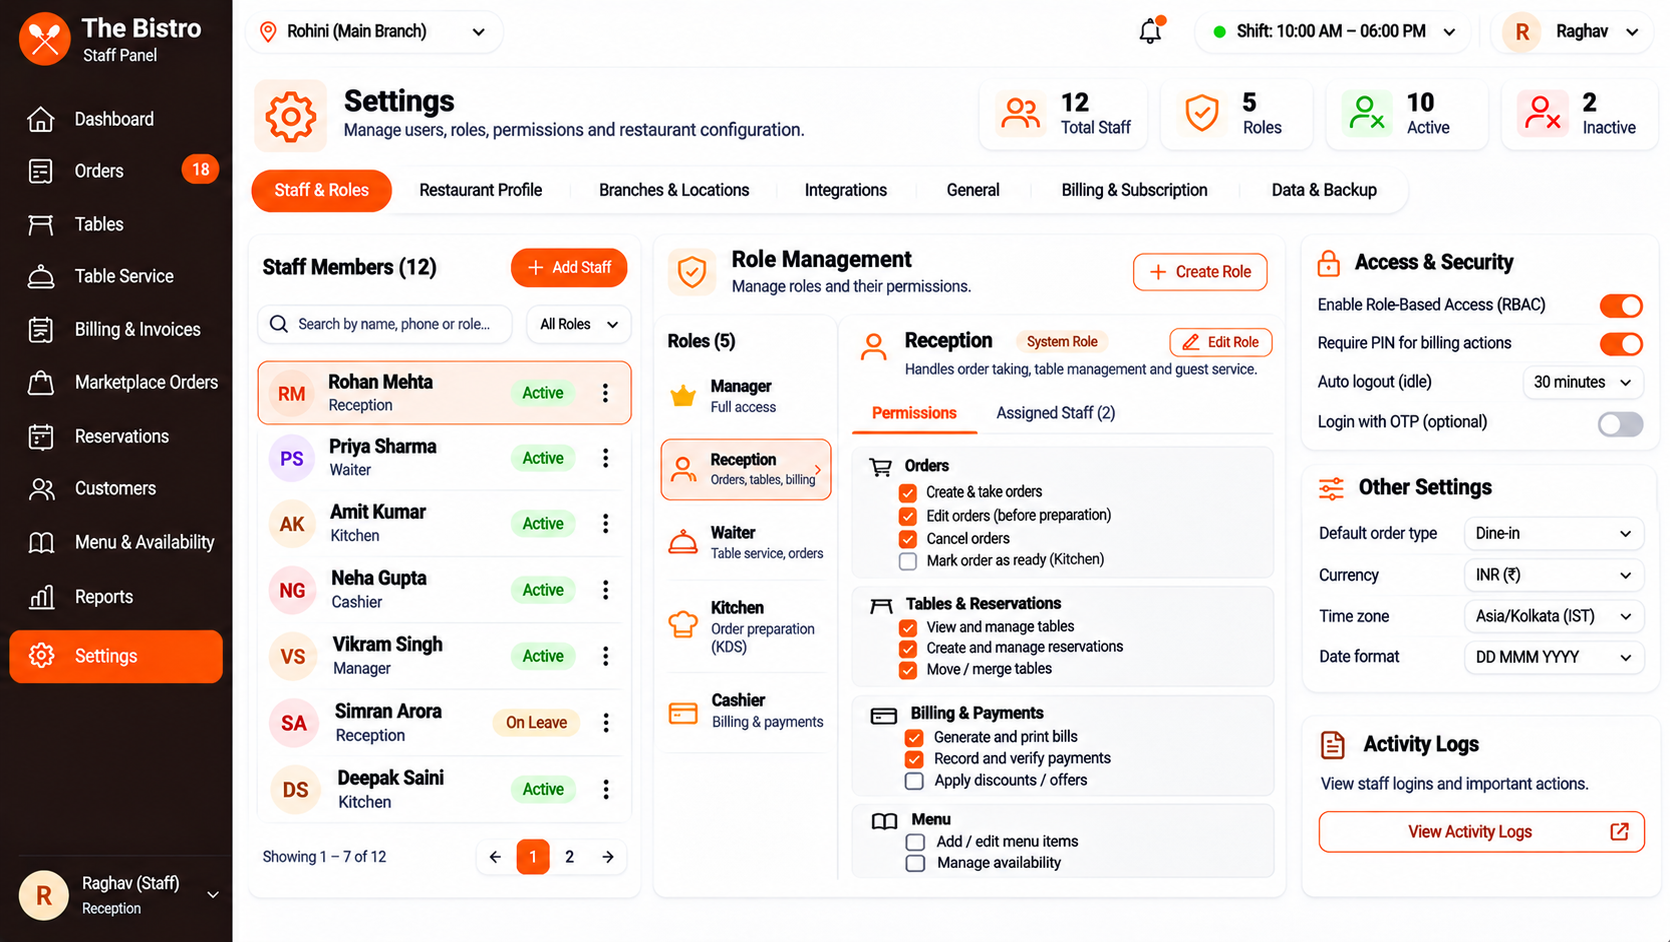 The Bistro
Staff Panel
Dashboard
Orders
18
Tables
Table Service
Billing & Invoices
Marketplace Orders
Reservations
Customers
Menu & Availability
Reports
Settings
R
Raghav (Staff)
Reception
Rohini (Main Branch)
Shift: 10:00 AM – 06:00 PM
R
Raghav
Settings
Manage users, roles, permissions and restaurant configuration.
12
Total Staff
5
Roles
10
Active
2
Inactive
Staff & Roles
Restaurant Profile
Branches & Locations
Integrations
General
Billing & Subscription
Data & Backup
Staff Members (12)
+ Add Staff
Search by name, phone or role...
All Roles
RM
Rohan Mehta
Reception
Active
PS
Priya Sharma
Waiter
Active
AK
Amit Kumar
Kitchen
Active
NG
Neha Gupta
Cashier
Active
VS
Vikram Singh
Manager
Active
SA
Simran Arora
Reception
On Leave
DS
Deepak Saini
Kitchen
Active
Showing 1 – 7 of 12
1
2
Role Management
Manage roles and their permissions.
+ Create Role
Roles (5)
Manager
Full access
Reception
Orders, tables, billing
Waiter
Table service, orders
Kitchen
Order preparation
(KDS)
Cashier
Billing & payments
Reception
System Role
Edit Role
Handles order taking, table management and guest service.
Permissions
Assigned Staff (2)
Orders
Create & take orders
Edit orders (before preparation)
Cancel orders
Mark order as ready (Kitchen)
Tables & Reservations
View and manage tables
Create and manage reservations
Move / merge tables
Billing & Payments
Generate and print bills
Record and verify payments
Apply discounts / offers
Menu
Add / edit menu items
Manage availability
Access & Security
Enable Role-Based Access (RBAC)
Require PIN for billing actions
Auto logout (idle)
30 minutes
Login with OTP (optional)
Other Settings
Default order type
Dine-in
Currency
INR (₹)
Time zone
Asia/Kolkata (IST)
Date format
DD MMM YYYY
Activity Logs
View staff logins and important actions.
View Activity Logs